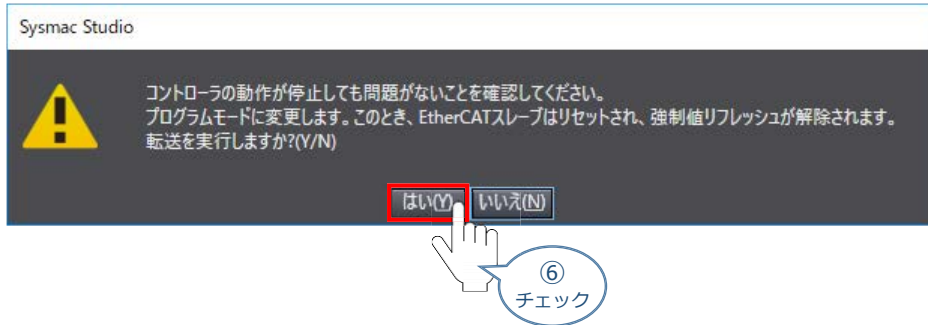 Sysmac Studio
コントローラの動作が停止しても問題がないことを確認してください。
プログラムモードに変更します。このとき、EtherCATスレーブはリセットされ、強制値リフレッシュが解除されます。
転送を実行しますか?(Y/N)
はい(Y) いいえ(N)
⑥
チェック